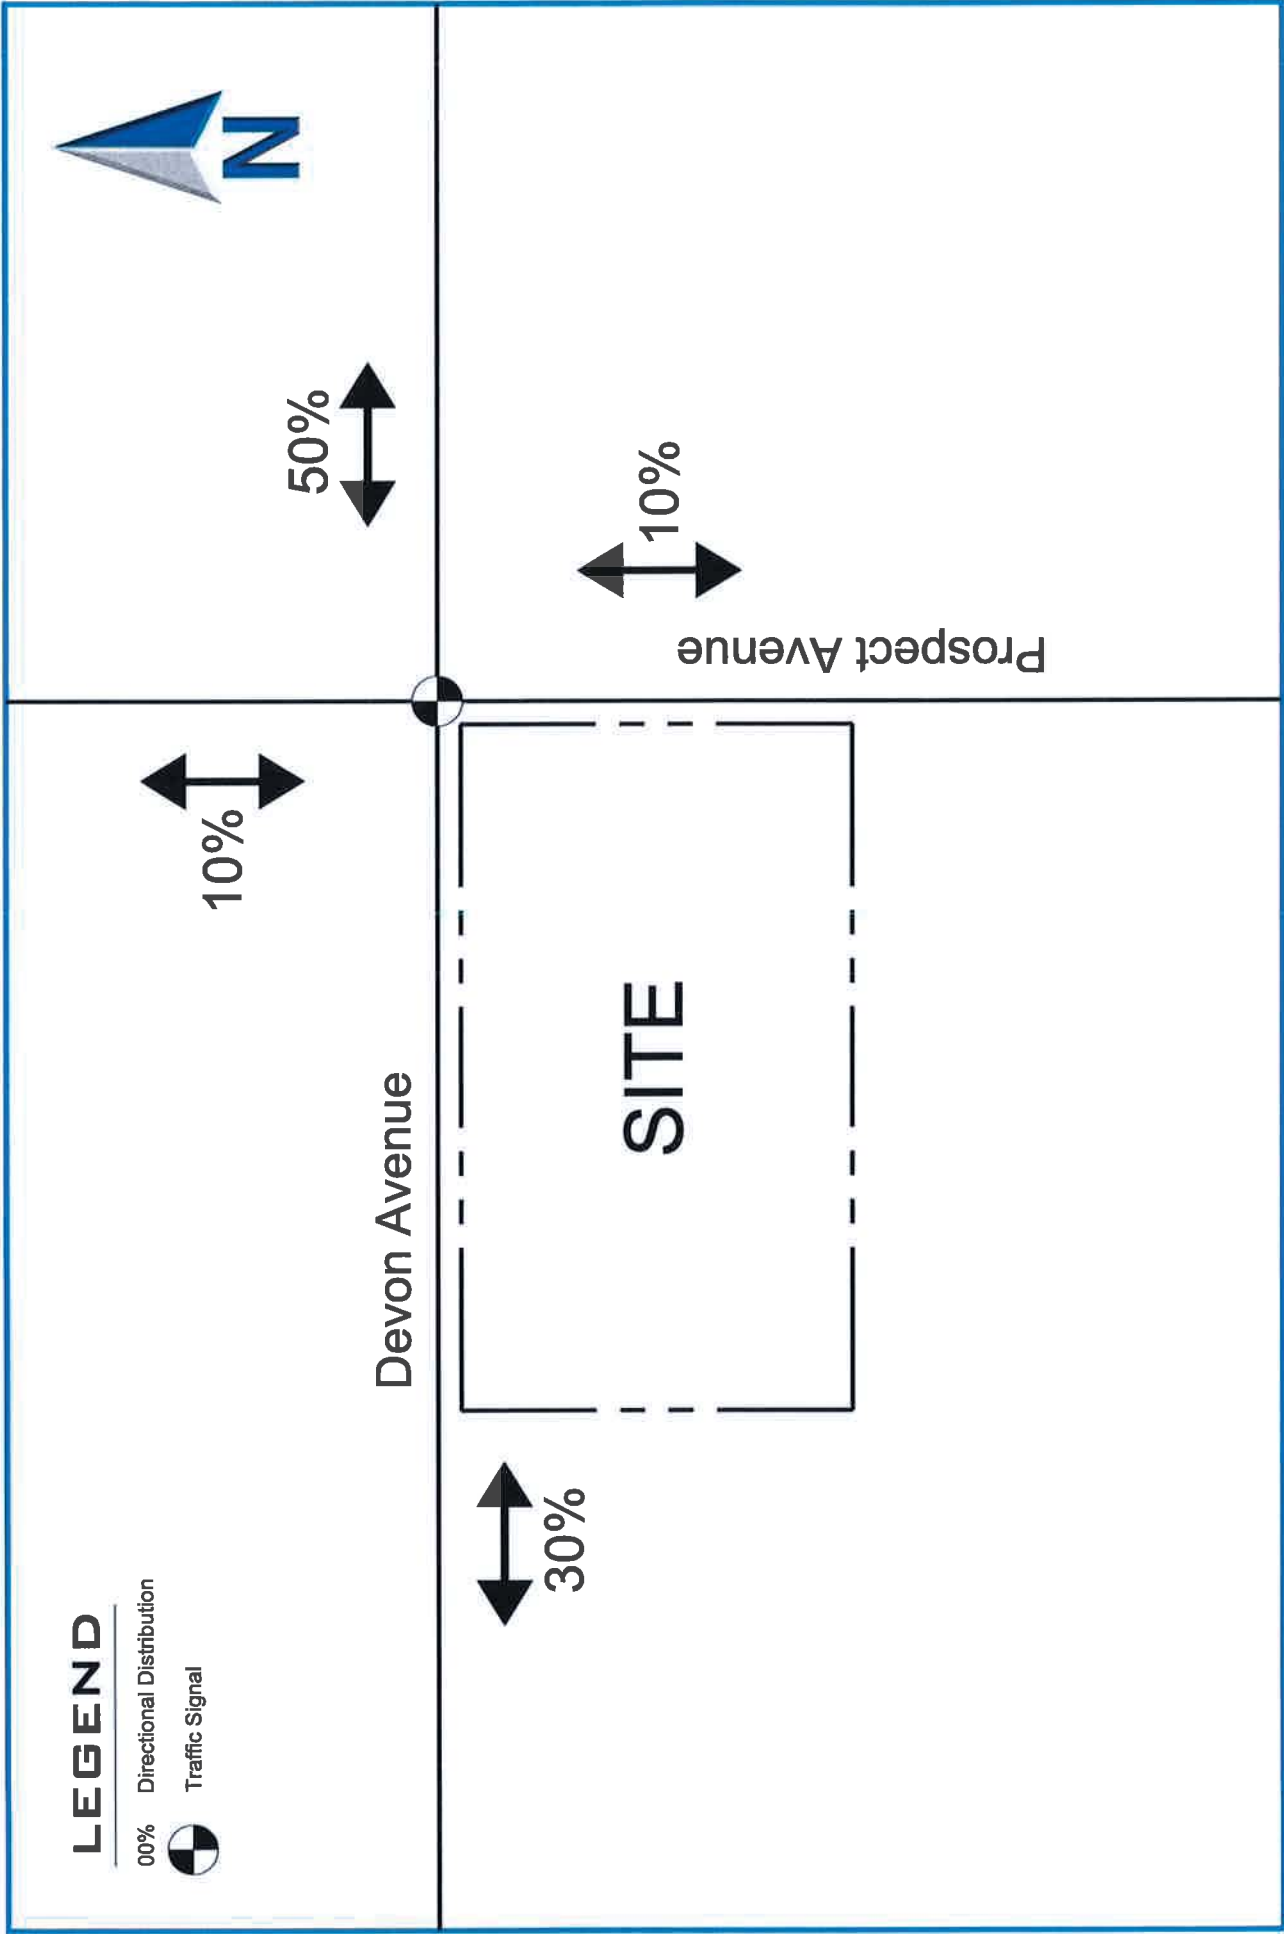 LEGEND
00% Directional Distribution
Traffic Signal
N
10%
50%
Devon Avenue
30%
SITE
10%
Prospect Avenue